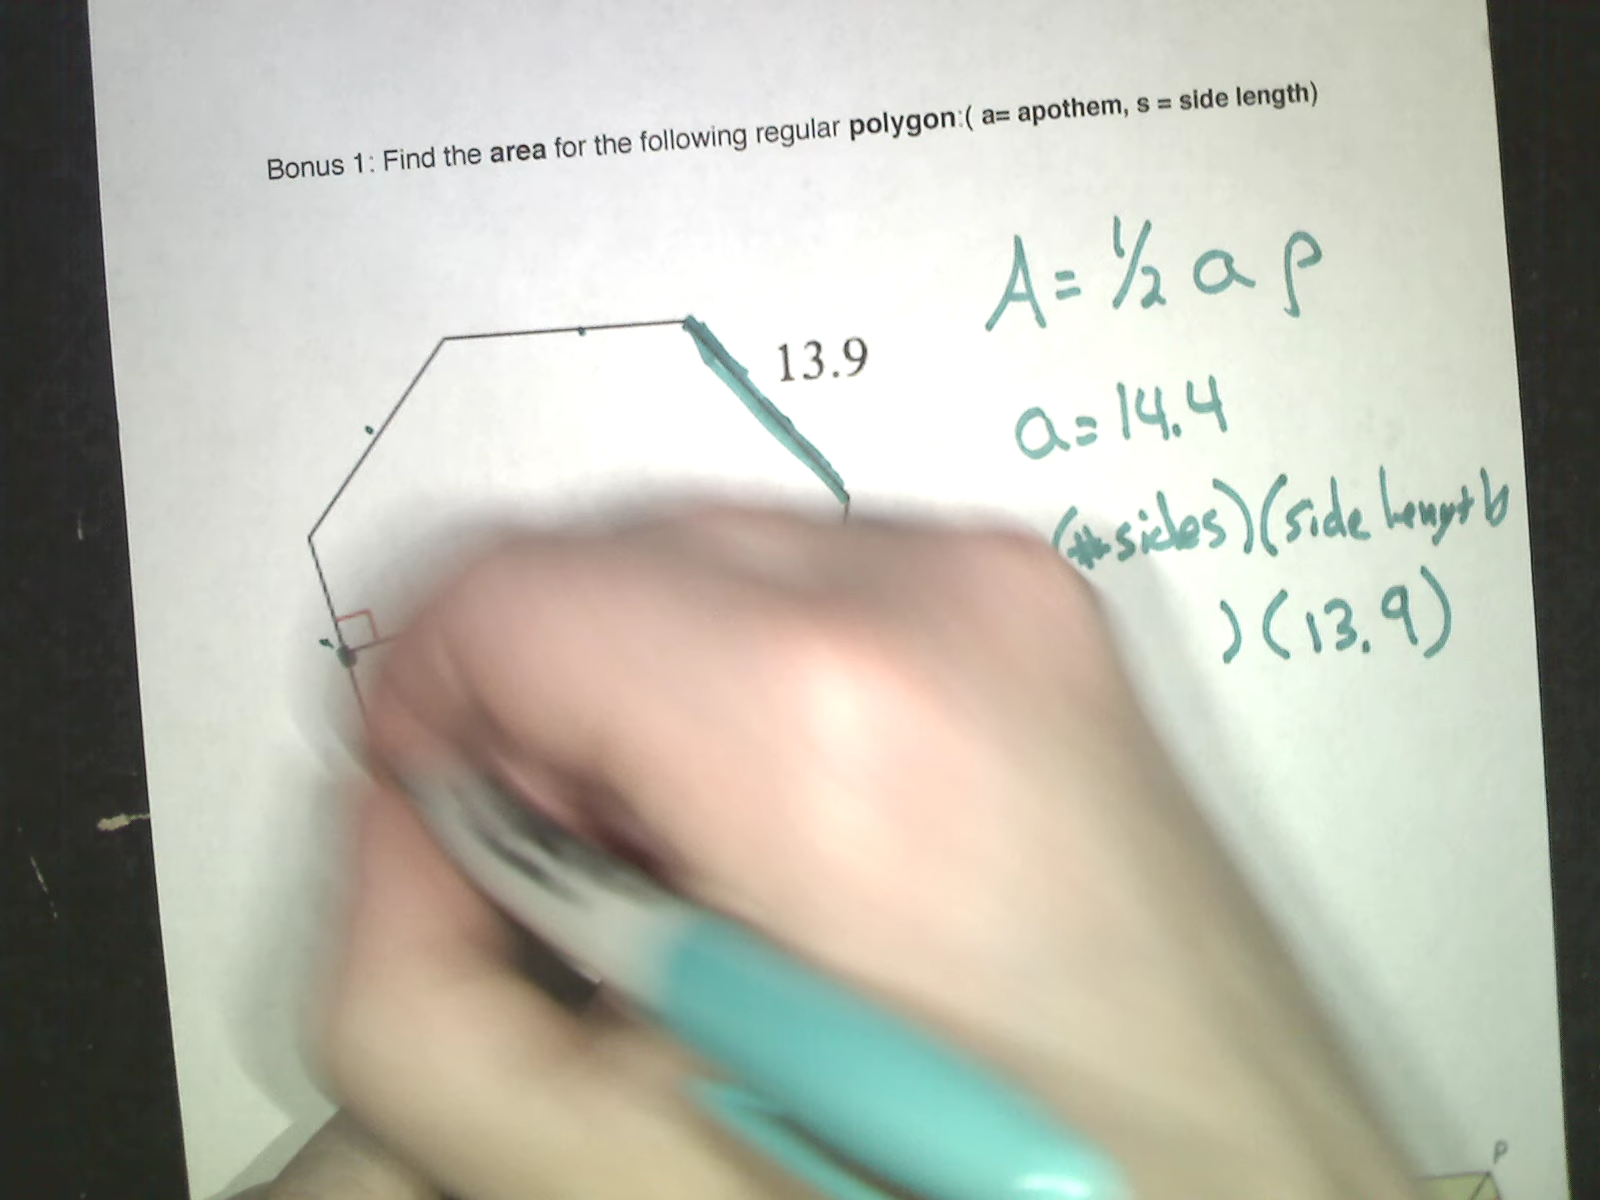 Bonus 1: Find the area for the following regular polygon:( a= apothem, s = side length)
A = 1/2 a p
13.9
a = 14.4
(# sides)(side
)(13.9)
P